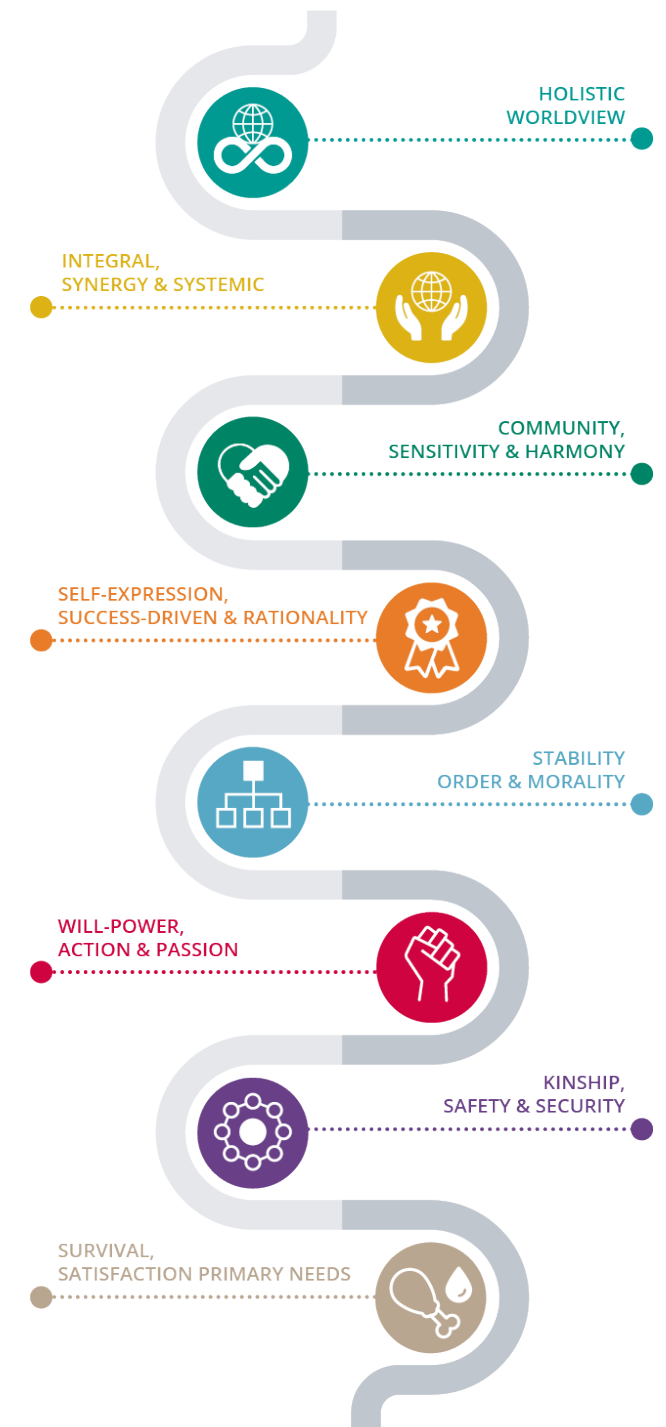 HOLISTIC
WORLDVIEW
INTEGRAL,
SYNERGY & SYSTEMIC
COMMUNITY,
SENSITIVITY & HARMONY
SELF-EXPRESSION,
SUCCESS-DRIVEN & RATIONALITY
STABILITY
ORDER & MORALITY
WILL-POWER,
ACTION & PASSION
KINSHIP,
SAFETY & SECURITY
SURVIVAL,
SATISFACTION PRIMARY NEEDS